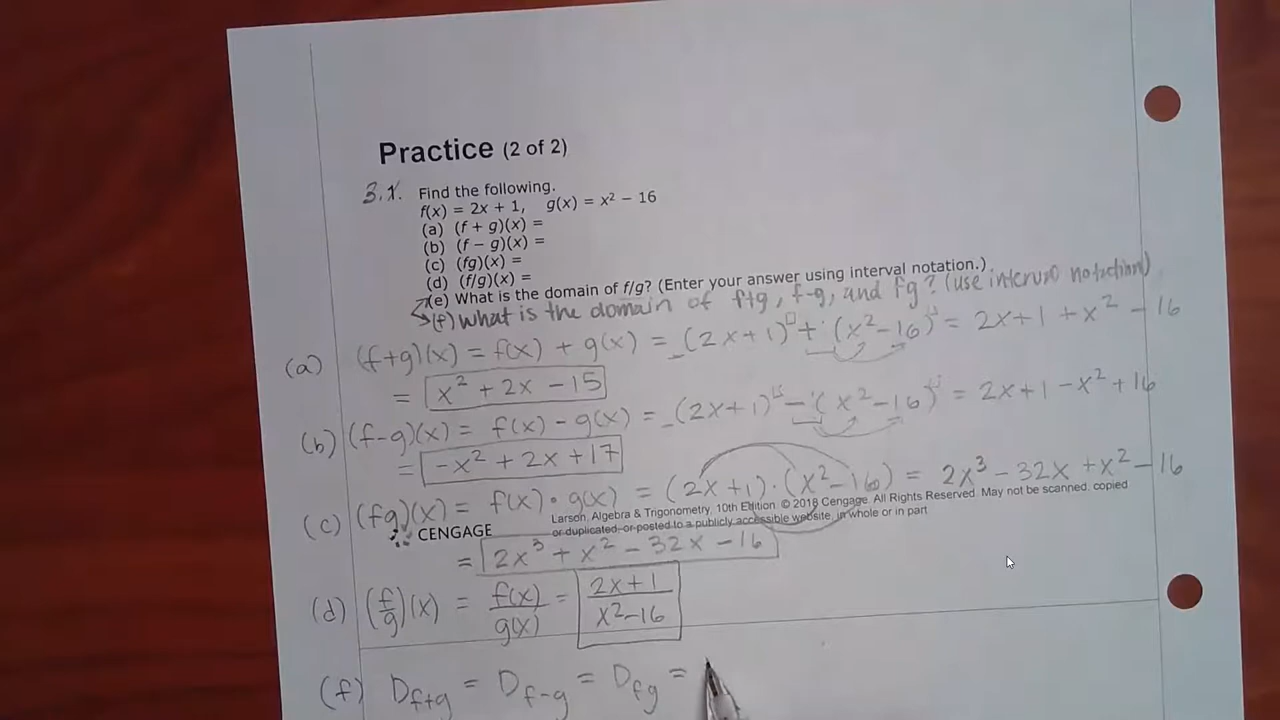 Practice (2 of 2)
3.1. Find the following.
f(x) = 2x + 1, g(x) = x² − 16
(a) (f + g)(x) =
(b) (f − g)(x) =
(c) (fg)(x) =
(d) (f/g)(x) =
(e) What is the domain of f/g? (Enter your answer using interval notation.)
(f) What is the domain of f+g, f-g, and fg? (use interval notation)
(a) (f+g)(x) = f(x) + g(x) = (2x+1) + (x²-16) = 2x+1+x²-16
= x² + 2x - 15
(b) (f-g)(x) = f(x) - g(x) = (2x+1) - (x²-16) = 2x+1-x²+16
= -x² + 2x + 17
(c) (fg)(x) = f(x) · g(x) = (2x+1)·(x²-16) = 2x³ - 32x + x² - 16
CENGAGE
Larson, Algebra & Trigonometry, 10th Edition. © 2018 Cengage. All Rights Reserved. May not be scanned, copied
or duplicated, or posted to a publicly accessible website, in whole or in part
= 2x³ + x² - 32x - 16
(d) (f/g)(x) = f(x)/g(x) = (2x+1)/(x²-16)
(f) D f+g = D f-g = D fg =